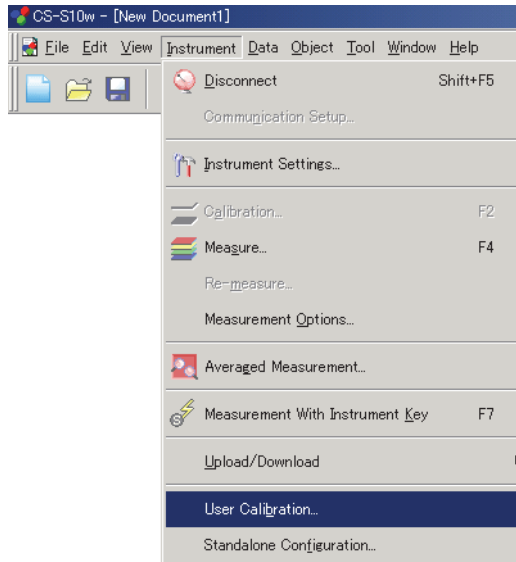 CS-S10w - [New Document1]
File Edit View Instrument Data Object Tool Window Help
Disconnect Shift+F5
Communication Setup...
Instrument Settings...
Calibration... F2
Measure... F4
Re-measure...
Measurement Options...
Averaged Measurement...
Measurement With Instrument Key F7
Upload/Download
User Calibration...
Standalone Configuration...